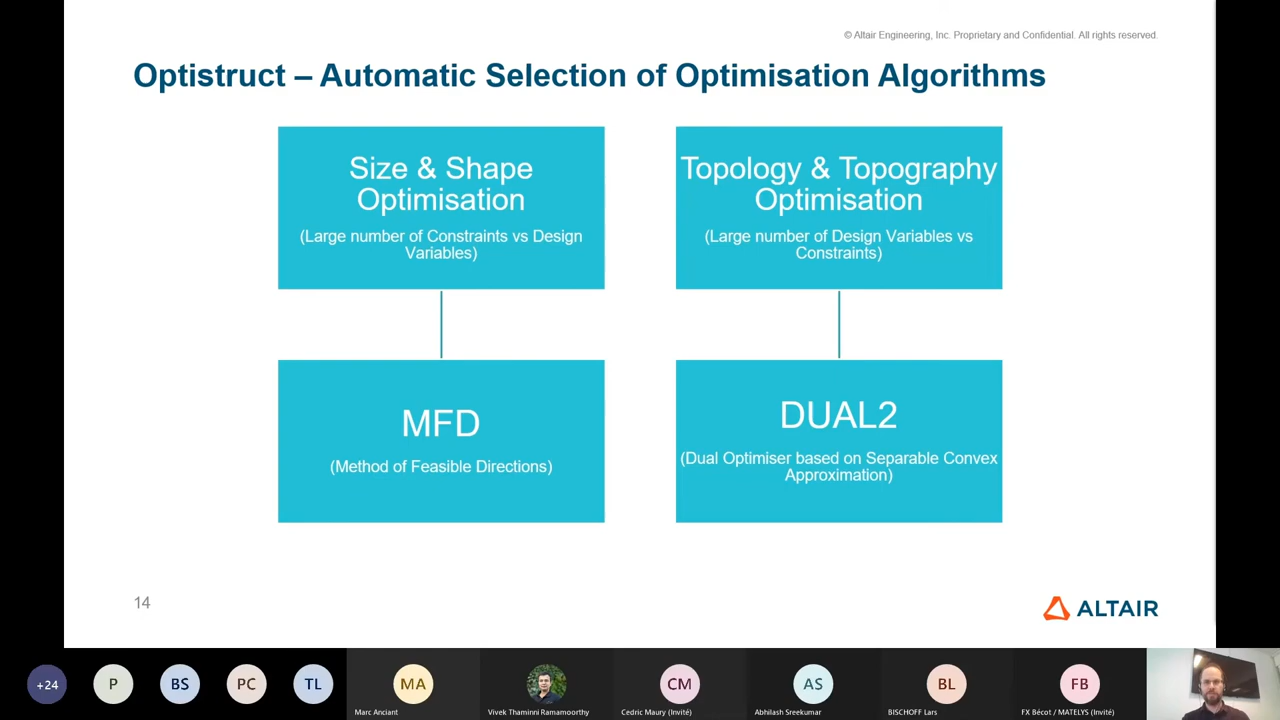 © Altair Engineering, Inc. Proprietary and Confidential. All rights reserved.
Optistruct – Automatic Selection of Optimisation Algorithms
Size & Shape
Optimisation
(Large number of Constraints vs Design
Variables)
Topology & Topography
Optimisation
(Large number of Design Variables vs
Constraints)
MFD
(Method of Feasible Directions)
DUAL2
(Dual Optimiser based on Separable Convex
Approximation)
14
ALTAIR
+24
P
BS
PC
TL
MA
CM
AS
BL
FB
Marc Anciant
Vivek Thaminni Ramamoorthy
Cedric Maury (Invité)
Abhilash Sreekumar
BISCHOFF Lars
FX Bécot / MATELYS (Invité)